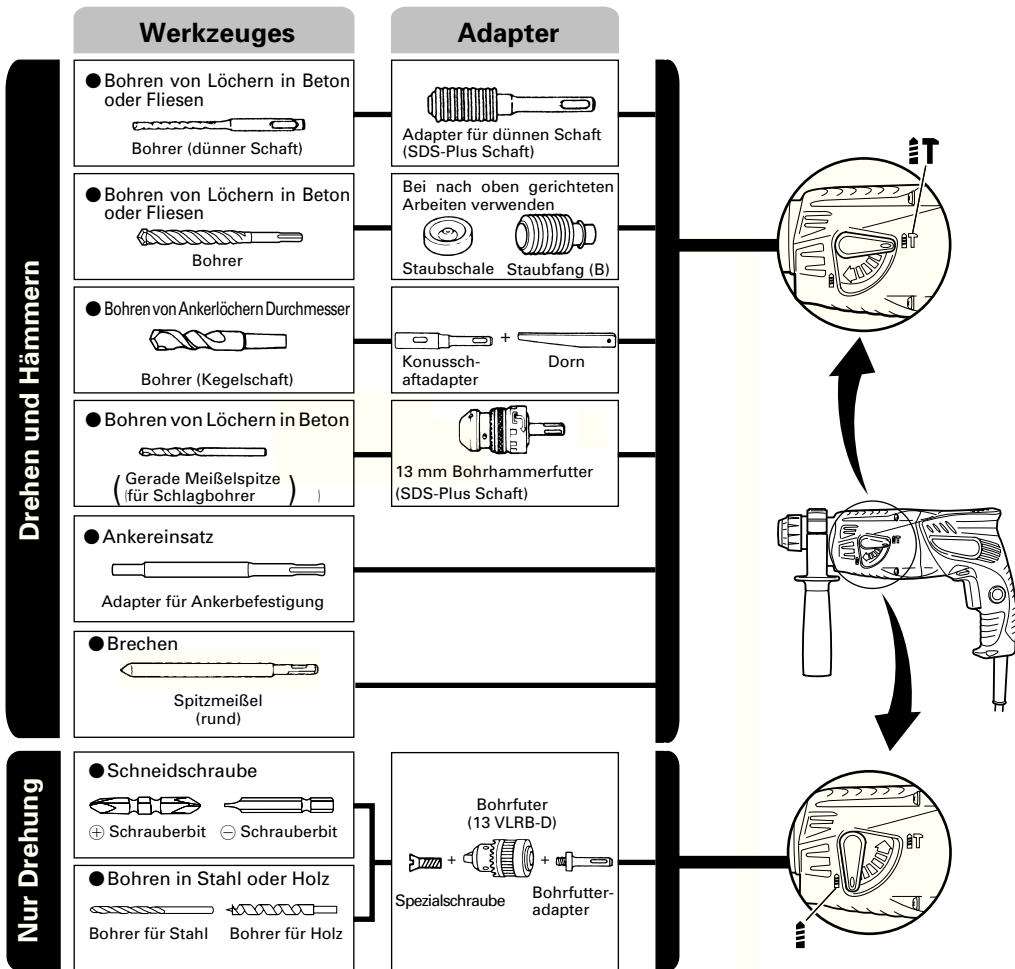 Werkzeuges
Adapter
Drehen und Hämmern
● Bohren von Löchern in Beton
oder Fliesen
Bohrer (dünner Schaft)
Adapter für dünnen Schaft
(SDS-Plus Schaft)
● Bohren von Löchern in Beton
oder Fliesen
Bohrer
Bei nach oben gerichteten
Arbeiten verwenden
Staubschale Staubfang (B)
● Bohren von Ankerlöchern Durchmesser
Bohrer (Kegelschaft)
+
Konussch-
aftadapter
Dorn
● Bohren von Löchern in Beton
(Gerade Meißelspitze
für Schlagbohrer)
13 mm Bohrhammerfutter
(SDS-Plus Schaft)
● Ankereinsatz
Adapter für Ankerbefestigung
● Brechen
Spitzmeißel
(rund)
Nur Drehung
● Schneidschraube
⊕ Schrauberbit ⊖ Schrauberbit
● Bohren in Stahl oder Holz
Bohrer für Stahl Bohrer für Holz
Bohrfuter
(13 VLRB-D)
+ +
Spezialschraube
Bohrfutter-
adapter